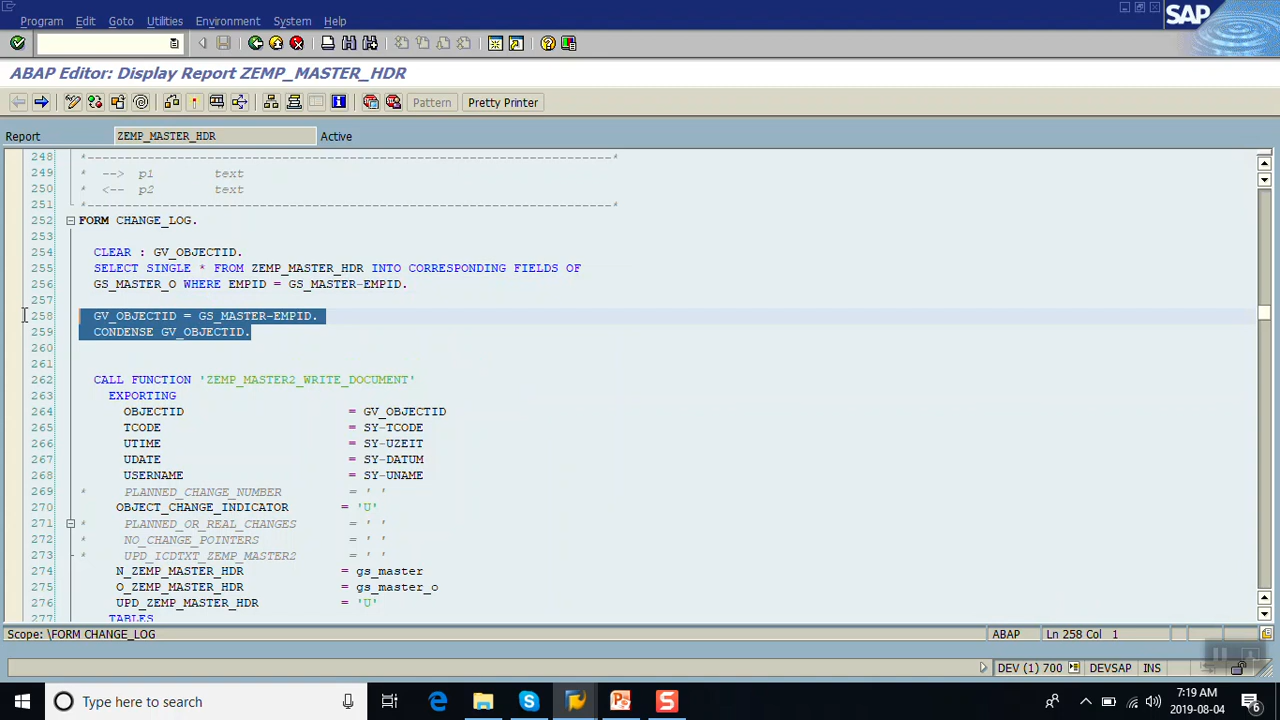 Program Edit Goto Utilities Environment System Help
SAP
ABAP Editor: Display Report ZEMP_MASTER_HDR
Pattern Pretty Printer
Report ZEMP_MASTER_HDR Active
248 *----------------------------------------------------------------------*
249 * --> p1 text
250 * <-- p2 text
251 *----------------------------------------------------------------------*
252 FORM CHANGE_LOG.
253
254 CLEAR : GV_OBJECTID.
255 SELECT SINGLE * FROM ZEMP_MASTER_HDR INTO CORRESPONDING FIELDS OF
256 GS_MASTER_O WHERE EMPID = GS_MASTER-EMPID.
257
258 GV_OBJECTID = GS_MASTER-EMPID.
259 CONDENSE GV_OBJECTID.
260
261
262 CALL FUNCTION 'ZEMP_MASTER2_WRITE_DOCUMENT'
263 EXPORTING
264 OBJECTID = GV_OBJECTID
265 TCODE = SY-TCODE
266 UTIME = SY-UZEIT
267 UDATE = SY-DATUM
268 USERNAME = SY-UNAME
269 * PLANNED_CHANGE_NUMBER = ' '
270 OBJECT_CHANGE_INDICATOR = 'U'
271 * PLANNED_OR_REAL_CHANGES = ' '
272 * NO_CHANGE_POINTERS = ' '
273 * UPD_ICDTXT_ZEMP_MASTER2 = ' '
274 N_ZEMP_MASTER_HDR = gs_master
275 O_ZEMP_MASTER_HDR = gs_master_o
276 UPD_ZEMP_MASTER_HDR = 'U'
277 TABLES
Scope: \FORM CHANGE_LOG ABAP Ln 258 Col 1
DEV (1) 700 DEVSAP INS
Type here to search
7:19 AM
2019-08-04
6